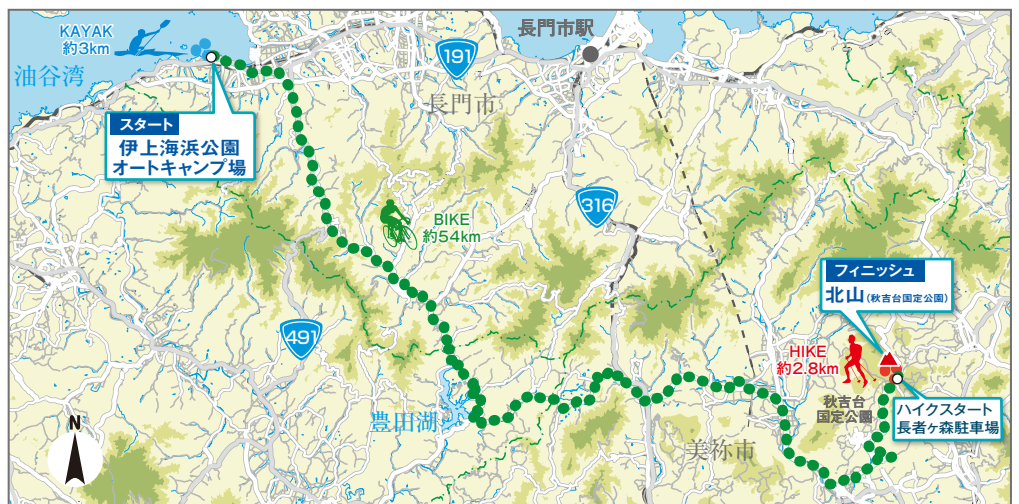 KAYAK
約3km
油谷湾
スタート
伊上海浜公園
オートキャンプ場
191
長門市駅
長門市
BIKE
約54km
316
491
豊田湖
フィニッシュ
北山(秋吉台国定公園)
HIKE
約2.8km
秋吉台
国定公園
ハイクスタート
長者ヶ森駐車場
美祢市
N